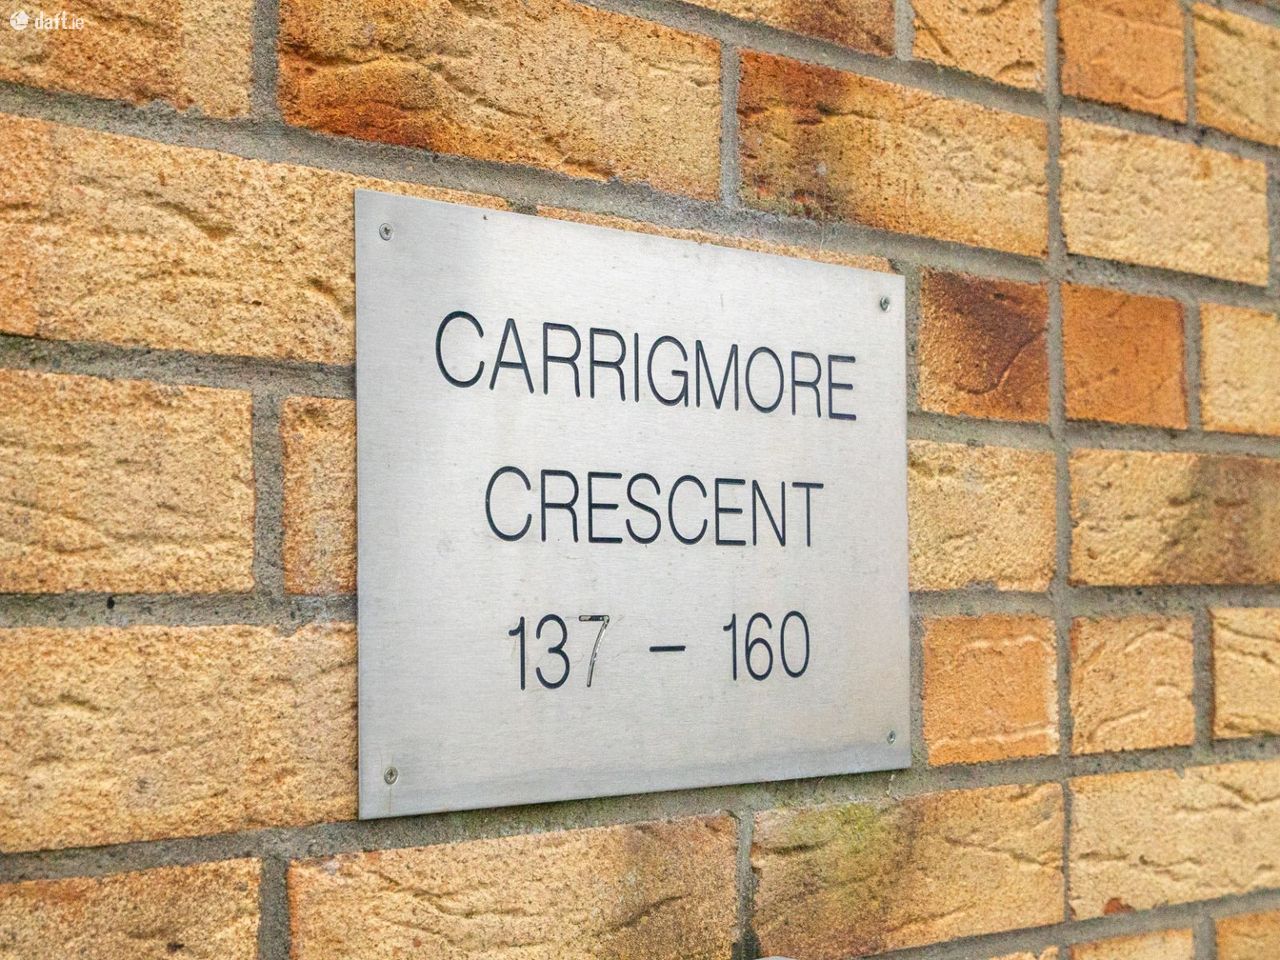 daft.ie
CARRIGMORE
CRESCENT
137 – 160